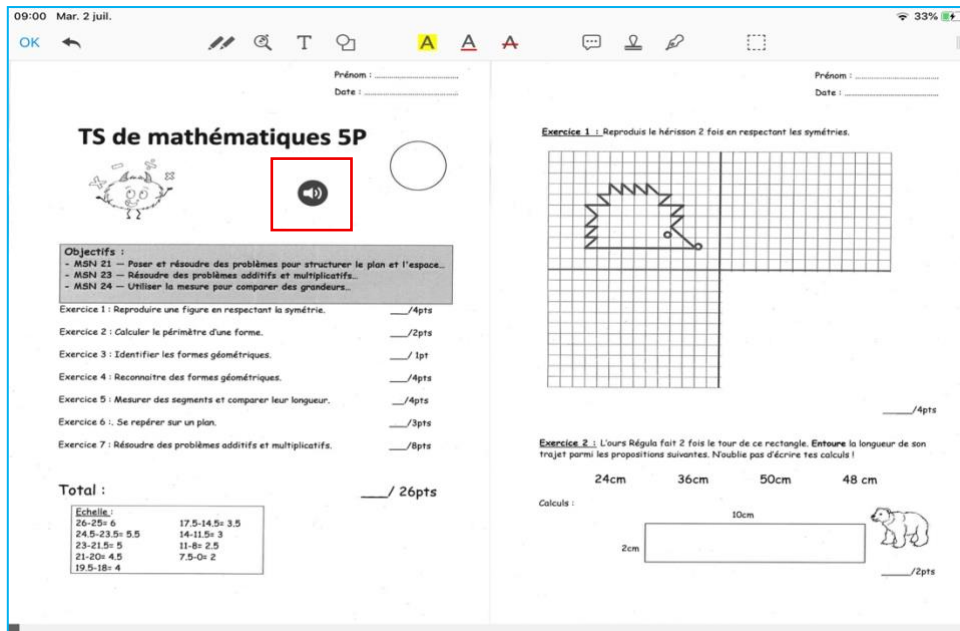 09:00 Mar. 2 juil.
33%
OK
T
A
A
A
Prénom : ............................
Date : ............................
TS de mathématiques 5P
Objectifs :
- MSN 21 — Poser et résoudre des problèmes pour structurer le plan et l'espace...
- MSN 23 — Résoudre des problèmes additifs et multiplicatifs...
- MSN 24 — Utiliser la mesure pour comparer des grandeurs...
Exercice 1 : Reproduire une figure en respectant la symétrie. ___/4pts
Exercice 2 : Calculer le périmètre d'une forme. ___/2pts
Exercice 3 : Identifier les formes géométriques. ___/ 1pt
Exercice 4 : Reconnaitre des formes géométriques. ___/4pts
Exercice 5 : Mesurer des segments et comparer leur longueur. ___/4pts
Exercice 6 :. Se repérer sur un plan. ___/3pts
Exercice 7 : Résoudre des problèmes additifs et multiplicatifs. ___/8pts
Total : ___/ 26pts
Echelle :
26-25= 6
24.5-23.5= 5.5
23-21.5= 5
21-20= 4.5
19.5-18= 4
17.5-14.5= 3.5
14-11.5= 3
11-8= 2.5
7.5-0= 2
Prénom : ............................
Date : ............................
Exercice 1 : Reproduis le hérisson 2 fois en respectant les symétries.
___/4pts
Exercice 2 : L'ours Régula fait 2 fois le tour de ce rectangle. Entoure la longueur de son
trajet parmi les propositions suivantes. N'oublie pas d'écrire tes calculs !
24cm 36cm 50cm 48 cm
Calculs :
10cm
2cm
___/2pts